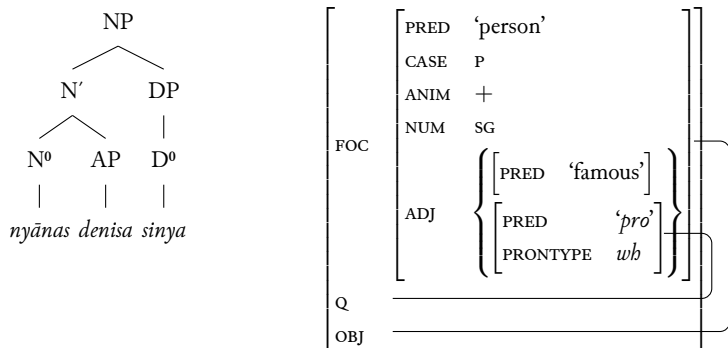 NP
N′ DP
N⁰ AP D⁰
nyānas denisa sinya
FOC
PRED ‘person’
CASE P
ANIM +
NUM SG
ADJ
PRED ‘famous’
PRED ‘pro’
PRONTYPE wh
Q
OBJ